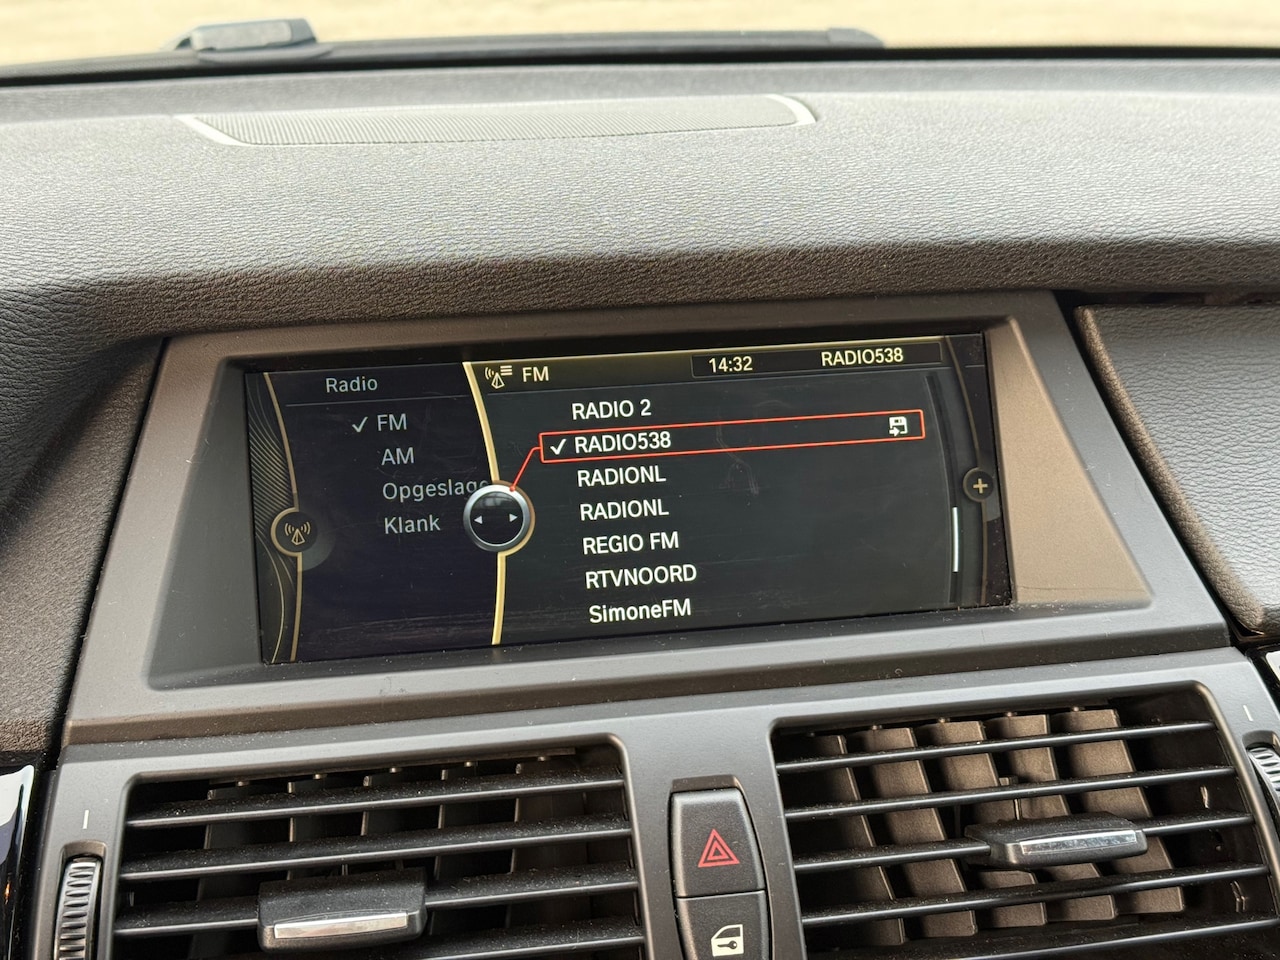 Radio
FM
AM
Opgeslage
Klank
FM
14:32
RADIO538
RADIO 2
RADIO538
RADIONL
RADIONL
REGIO FM
RTVNOORD
SimoneFM